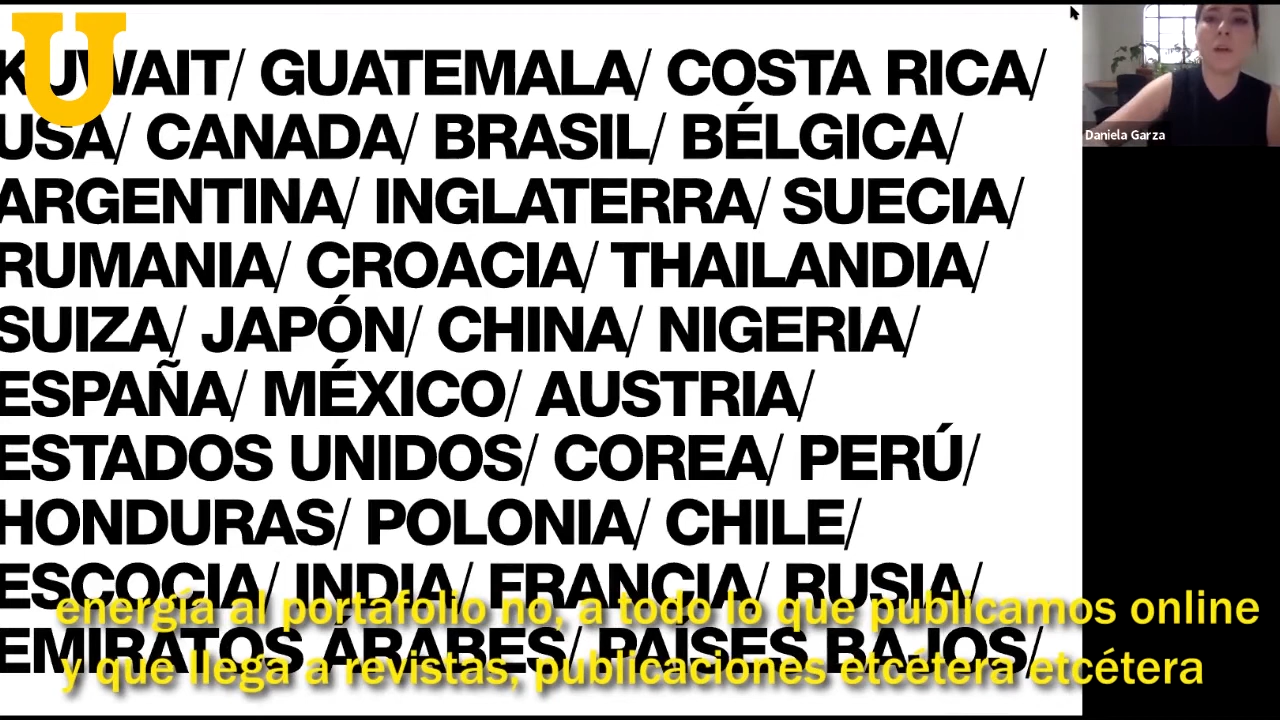 U
KUWAIT/ GUATEMALA/ COSTA RICA/
USA/ CANADA/ BRASIL/ BÉLGICA/
ARGENTINA/ INGLATERRA/ SUECIA/
RUMANIA/ CROACIA/ THAILANDIA/
SUIZA/ JAPÓN/ CHINA/ NIGERIA/
ESPAÑA/ MÉXICO/ AUSTRIA/
ESTADOS UNIDOS/ COREA/ PERÚ/
HONDURAS/ POLONIA/ CHILE/
ESCOCIA/ INDIA/ FRANCIA/ RUSIA/
EMIRATOS ÁRABES/ PAÍSES BAJOS/
Daniela Garza
energía al portafolio no, a todo lo que publicamos online
y que llega a revistas, publicaciones etcétera etcétera